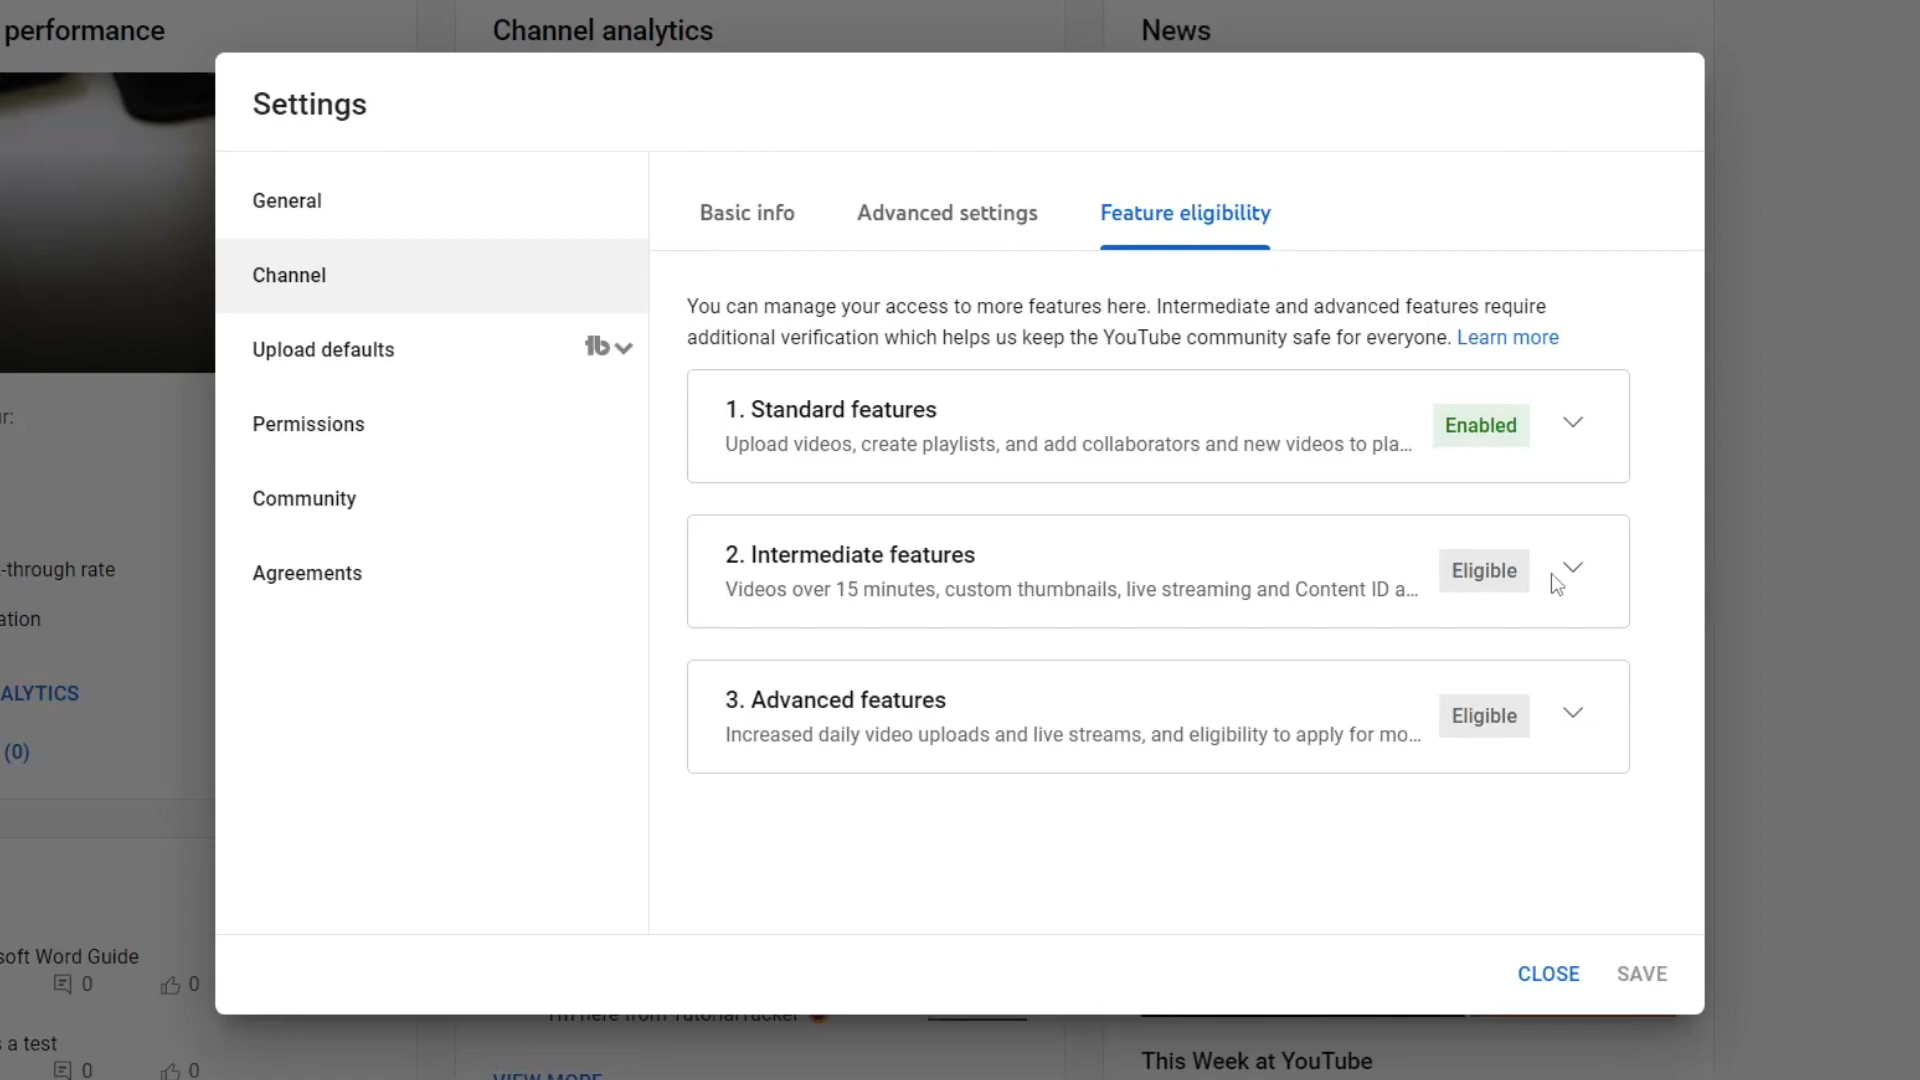 performance
Channel analytics
News
Settings
General
Channel
Upload defaults
Permissions
Community
Agreements
Basic info
Advanced settings
Feature eligibility
You can manage your access to more features here. Intermediate and advanced features require
additional verification which helps us keep the YouTube community safe for everyone. Learn more
1. Standard features
Upload videos, create playlists, and add collaborators and new videos to pla...
Enabled
2. Intermediate features
Videos over 15 minutes, custom thumbnails, live streaming and Content ID a...
Eligible
3. Advanced features
Increased daily video uploads and live streams, and eligibility to apply for mo...
Eligible
CLOSE
SAVE
r:
-through rate
ation
ALYTICS
(0)
soft Word Guide
0
0
a test
0
0
VIEW MORE
This Week at YouTube